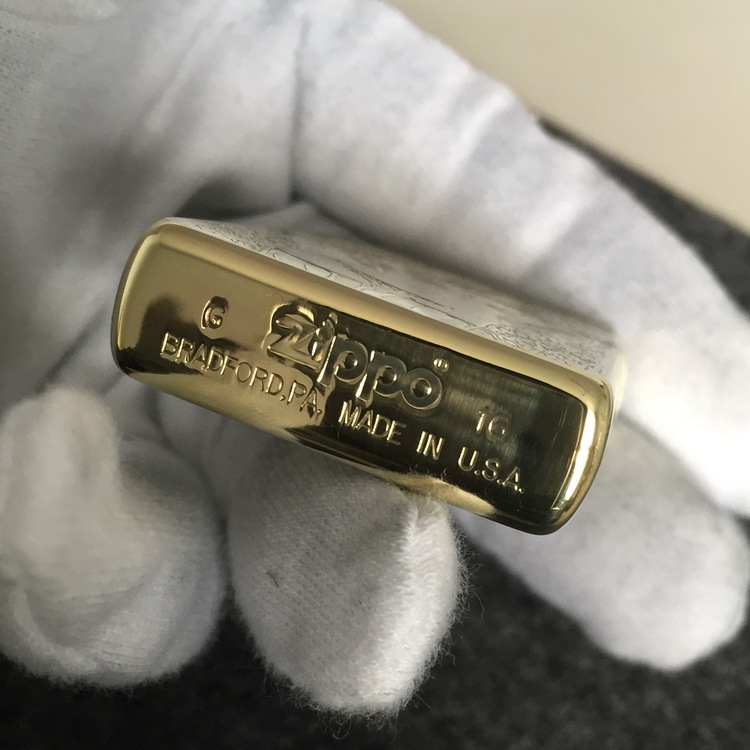 G Zippo® 16
BRADFORD,PA. MADE IN U.S.A.